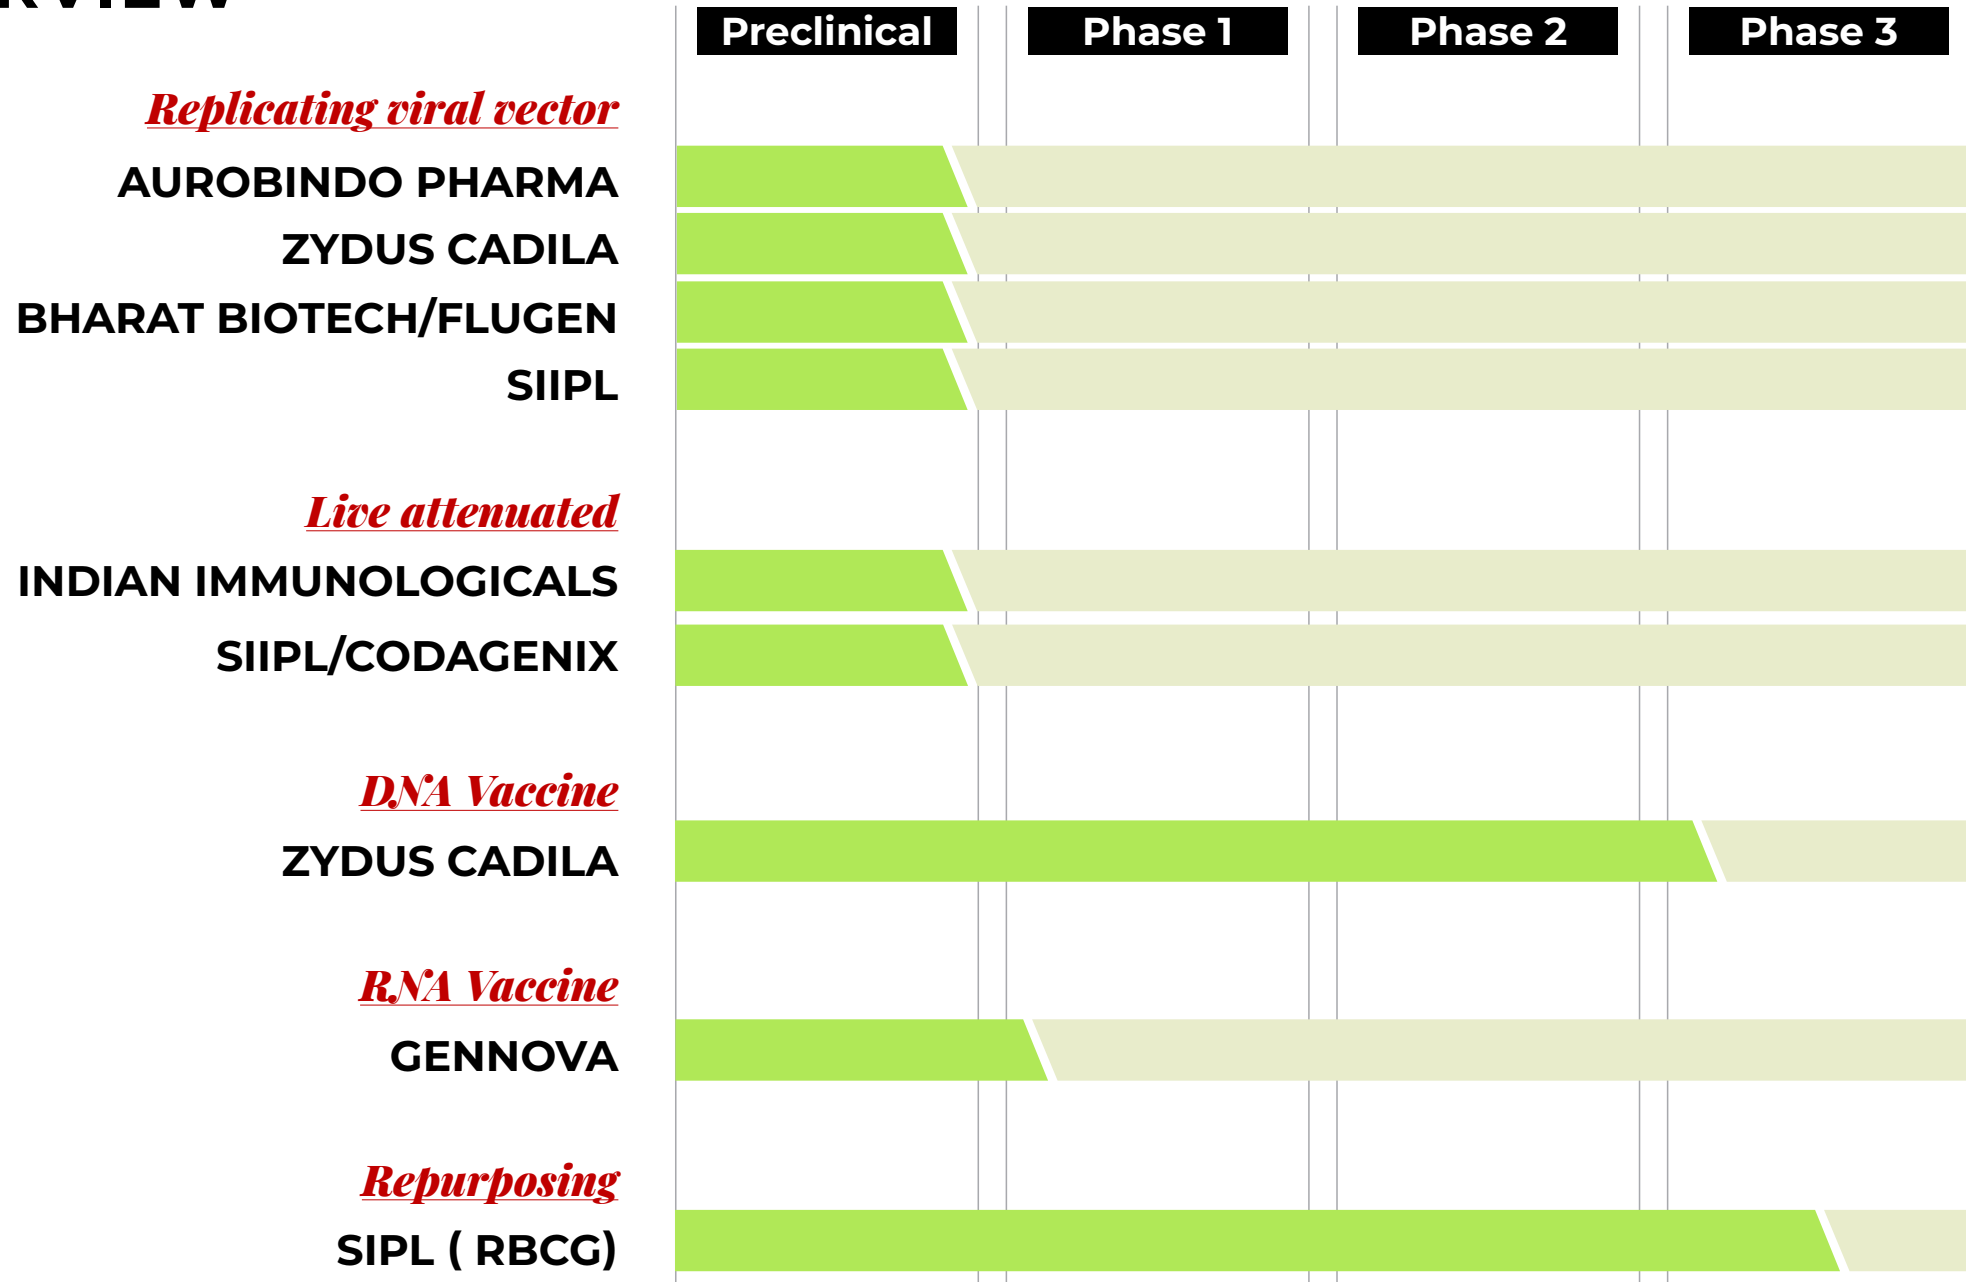 Preclinical Phase 1 Phase 2 Phase 3
Replicating viral vector
AUROBINDO PHARMA
ZYDUS CADILA
BHARAT BIOTECH/FLUGEN
SIIPL
Live attenuated
INDIAN IMMUNOLOGICALS
SIIPL/CODAGENIX
DNA Vaccine
ZYDUS CADILA
RNA Vaccine
GENNOVA
Repurposing
SIPL ( RBCG)